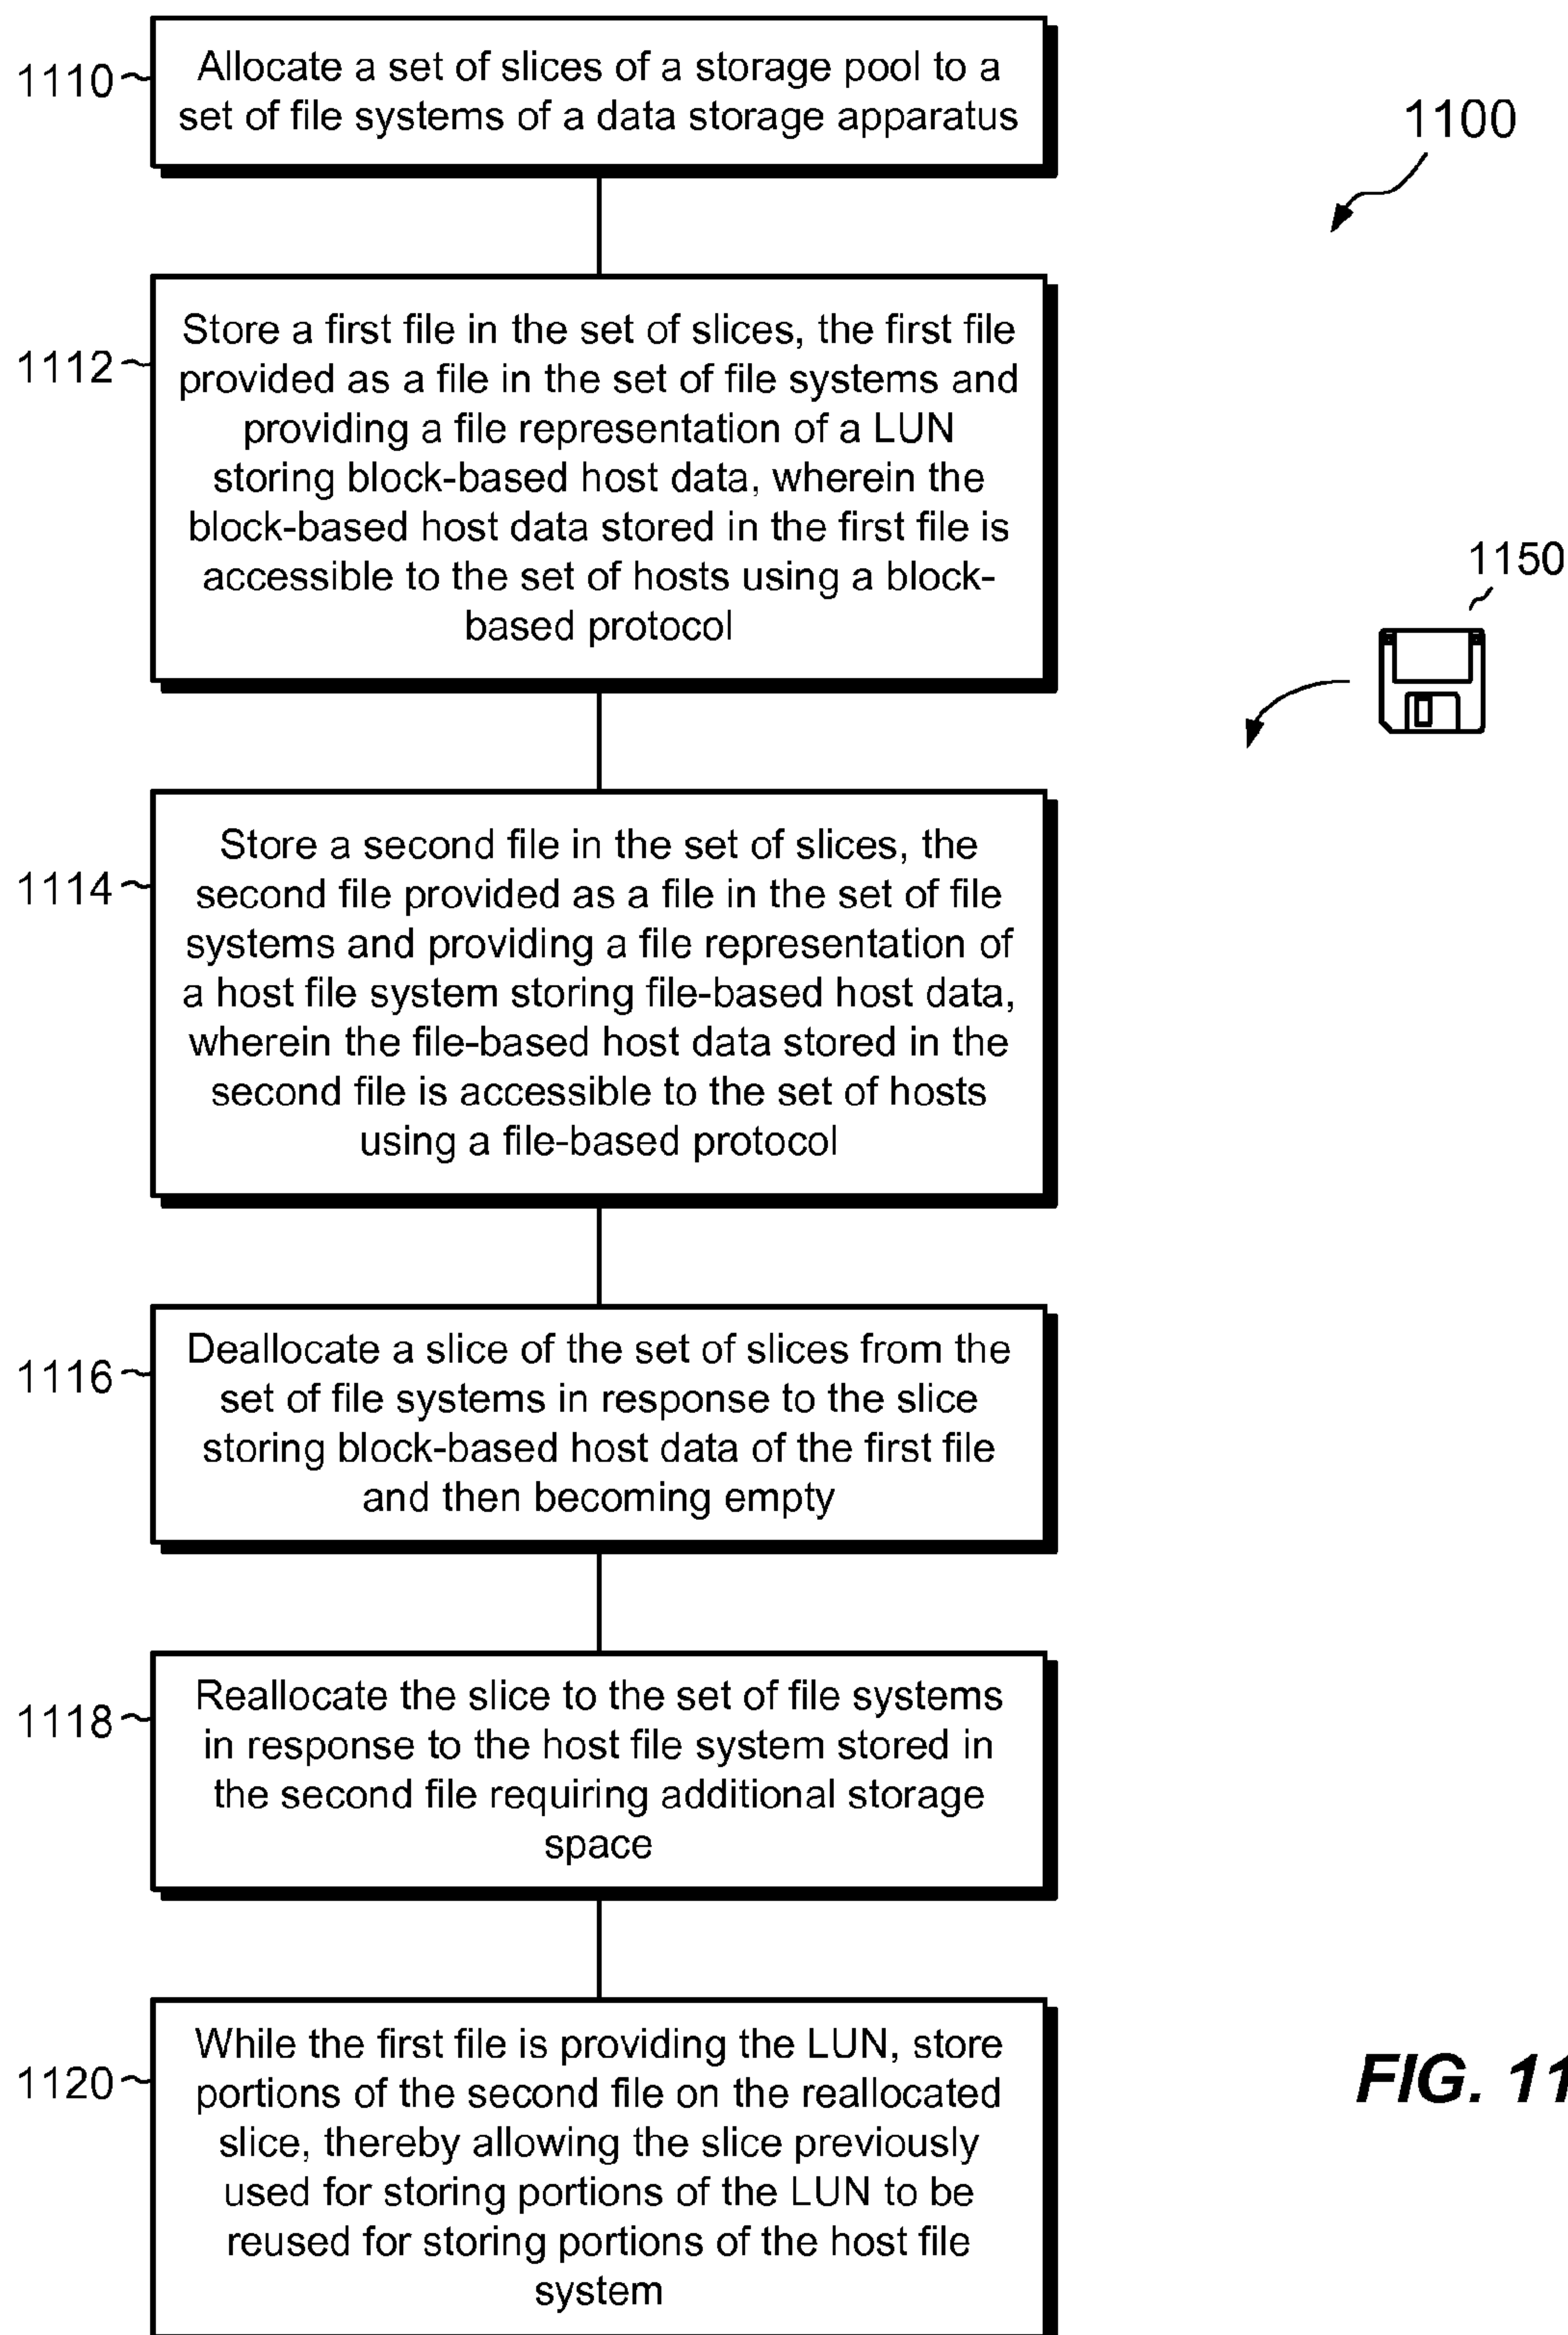 1110
Allocate a set of slices of a storage pool to a
set of file systems of a data storage apparatus
1100
1112
Store a first file in the set of slices, the first file
provided as a file in the set of file systems and
providing a file representation of a LUN
storing block-based host data, wherein the
block-based host data stored in the first file is
accessible to the set of hosts using a block-
based protocol
1150
1114
Store a second file in the set of slices, the
second file provided as a file in the set of file
systems and providing a file representation of
a host file system storing file-based host data,
wherein the file-based host data stored in the
second file is accessible to the set of hosts
using a file-based protocol
1116
Deallocate a slice of the set of slices from the
set of file systems in response to the slice
storing block-based host data of the first file
and then becoming empty
1118
Reallocate the slice to the set of file systems
in response to the host file system stored in
the second file requiring additional storage
space
1120
While the first file is providing the LUN, store
portions of the second file on the reallocated
slice, thereby allowing the slice previously
used for storing portions of the LUN to be
reused for storing portions of the host file
system
FIG. 11